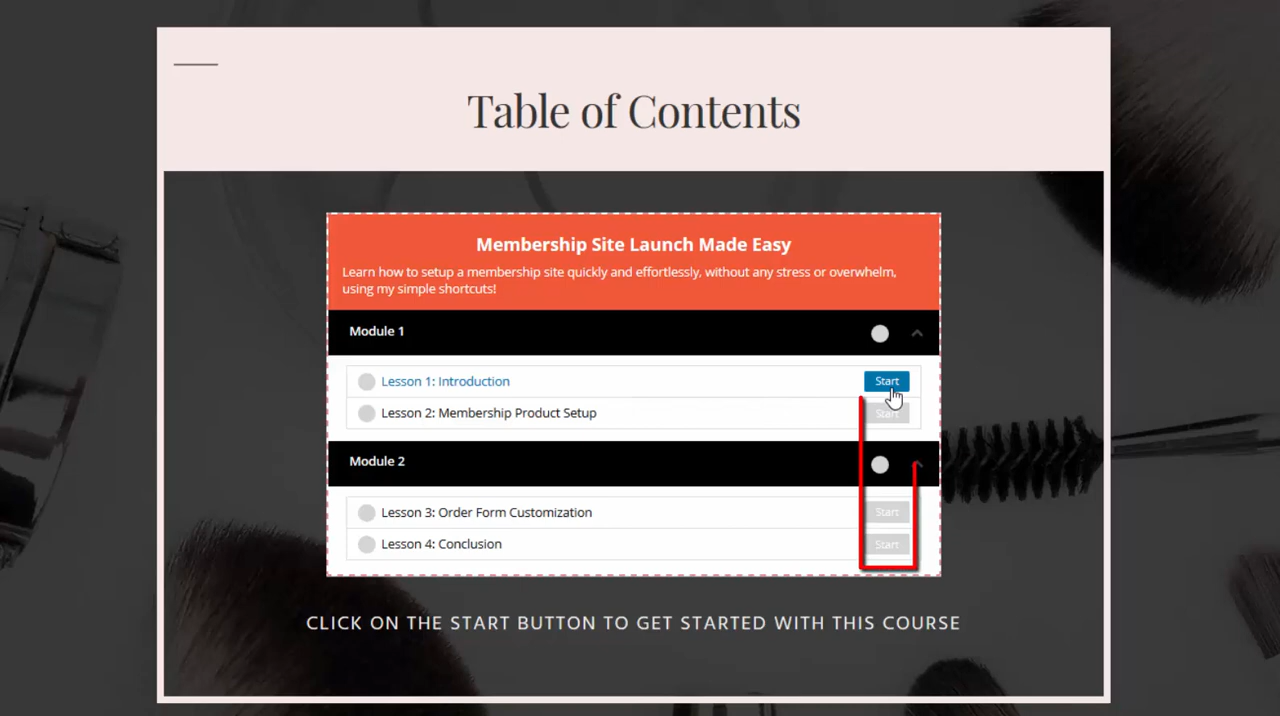 Table of Contents
Membership Site Launch Made Easy
Learn how to setup a membership site quickly and effortlessly, without any stress or overwhelm,
using my simple shortcuts!
Module 1
Lesson 1: Introduction Start
Lesson 2: Membership Product Setup Start
Module 2
Lesson 3: Order Form Customization Start
Lesson 4: Conclusion Start
CLICK ON THE START BUTTON TO GET STARTED WITH THIS COURSE